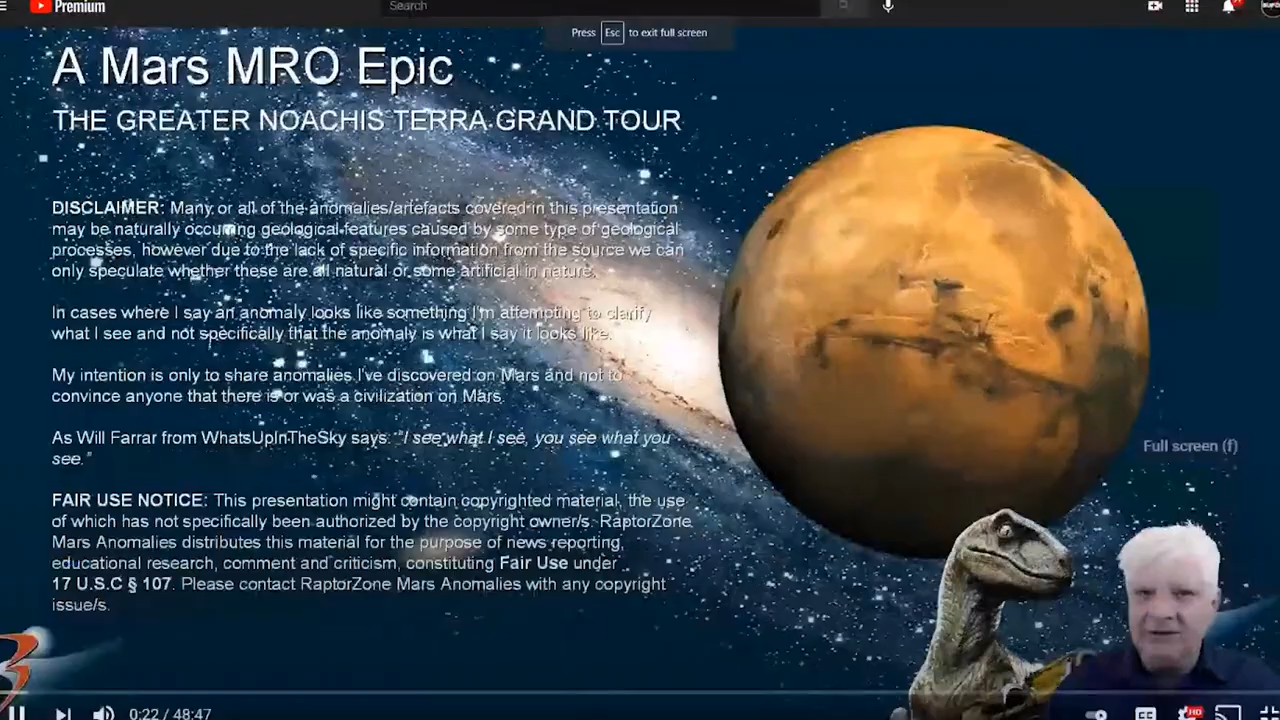 Premium
Search
Press Esc to exit full screen
A Mars MRO Epic
THE GREATER NOACHIS TERRA GRAND TOUR
DISCLAIMER: Many or all of the anomalies/artefacts covered in this presentation
may be naturally occurring geological features caused by some type of geological
processes, however due to the lack of specific information from the source we can
only speculate whether these are all natural or some artificial in nature.
In cases where I say an anomaly looks like something I'm attempting to clarify
what I see and not specifically that the anomaly is what I say it looks like.
My intention is only to share anomalies I've discovered on Mars and not to
convince anyone that there is or was a civilization on Mars.
As Will Farrar from WhatsUpInTheSky says: "I see what I see, you see what you
see."
Full screen (f)
FAIR USE NOTICE: This presentation might contain copyrighted material, the use
of which has not specifically been authorized by the copyright owner/s. RaptorZone
Mars Anomalies distributes this material for the purpose of news reporting,
educational research, comment and criticism, constituting Fair Use under
17 U.S.C § 107. Please contact RaptorZone Mars Anomalies with any copyright
issue/s.
3
0:22 / 48:47
CC
HD